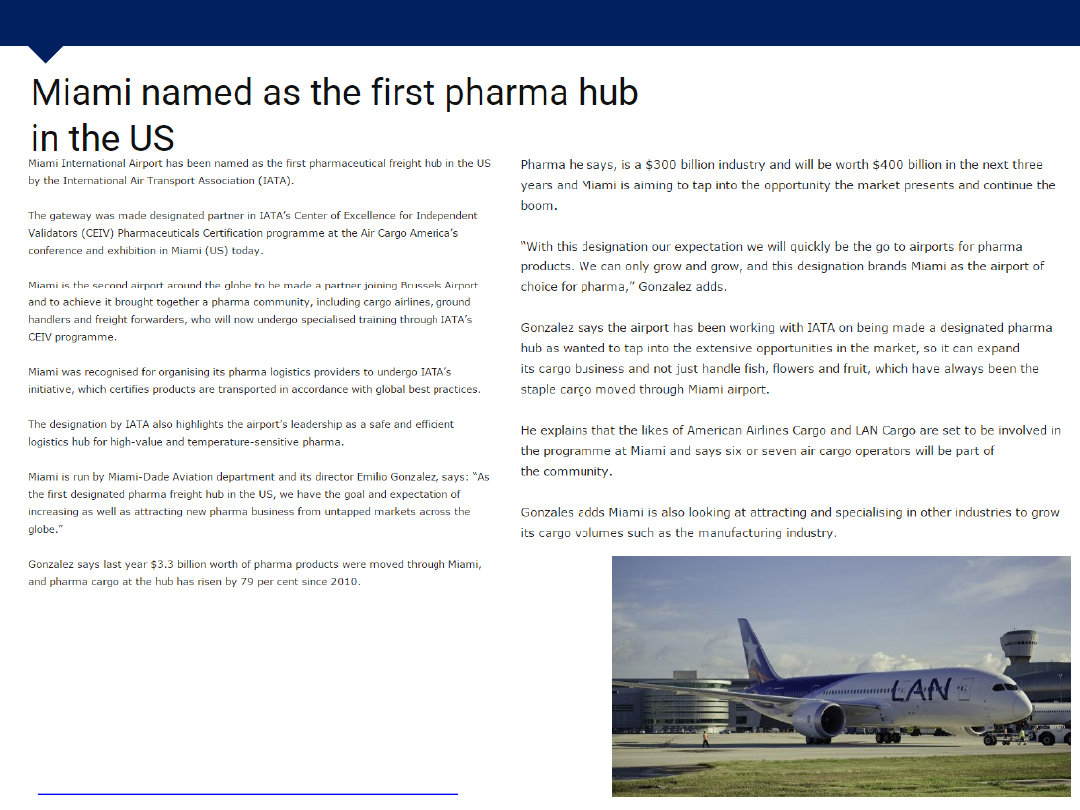 Miami named as the first pharma hub
in the US
Miami International Airport has been named as the first pharmaceutical freight hub in the US
by the International Air Transport Association (IATA).
The gateway was made designated partner in IATA's Center of Excellence for Independent
Validators (CEIV) Pharmaceuticals Certification programme at the Air Cargo America's
conference and exhibition in Miami (US) today.
Miami is the second airport around the globe to be made a partner joining Brussels Airport
and to achieve it brought together a pharma community, including cargo airlines, ground
handlers and freight forwarders, who will now undergo specialised training through IATA's
CEIV programme.
Miami was recognised for organising its pharma logistics providers to undergo IATA's
initiative, which certifies products are transported in accordance with global best practices.
The designation by IATA also highlights the airport's leadership as a safe and efficient
logistics hub for high-value and temperature-sensitive pharma.
Miami is run by Miami-Dade Aviation department and its director Emilio Gonzalez, says: "As
the first designated pharma freight hub in the US, we have the goal and expectation of
increasing as well as attracting new pharma business from untapped markets across the
globe."
Gonzalez says last year $3.3 billion worth of pharma products were moved through Miami,
and pharma cargo at the hub has risen by 79 per cent since 2010.
Pharma he says, is a $300 billion industry and will be worth $400 billion in the next three
years and Miami is aiming to tap into the opportunity the market presents and continue the
boom.
"With this designation our expectation we will quickly be the go to airports for pharma
products. We can only grow and grow, and this designation brands Miami as the airport of
choice for pharma," Gonzalez adds.
Gonzalez says the airport has been working with IATA on being made a designated pharma
hub as wanted to tap into the extensive opportunities in the market, so it can expand
its cargo business and not just handle fish, flowers and fruit, which have always been the
staple cargo moved through Miami airport.
He explains that the likes of American Airlines Cargo and LAN Cargo are set to be involved in
the programme at Miami and says six or seven air cargo operators will be part of
the community.
Gonzales adds Miami is also looking at attracting and specialising in other industries to grow
its cargo volumes such as the manufacturing industry.
LAN